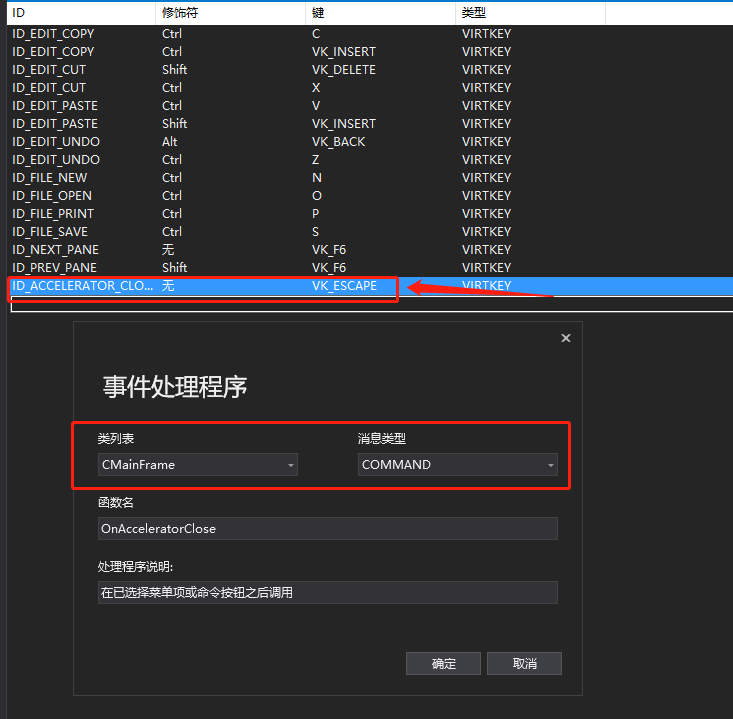 ID 修饰符 键 类型
ID_EDIT_COPY Ctrl C VIRTKEY
ID_EDIT_COPY Ctrl VK_INSERT VIRTKEY
ID_EDIT_CUT Shift VK_DELETE VIRTKEY
ID_EDIT_CUT Ctrl X VIRTKEY
ID_EDIT_PASTE Ctrl V VIRTKEY
ID_EDIT_PASTE Shift VK_INSERT VIRTKEY
ID_EDIT_UNDO Alt VK_BACK VIRTKEY
ID_EDIT_UNDO Ctrl Z VIRTKEY
ID_FILE_NEW Ctrl N VIRTKEY
ID_FILE_OPEN Ctrl O VIRTKEY
ID_FILE_PRINT Ctrl P VIRTKEY
ID_FILE_SAVE Ctrl S VIRTKEY
ID_NEXT_PANE 无 VK_F6 VIRTKEY
ID_PREV_PANE Shift VK_F6 VIRTKEY
ID_ACCELERATOR_CLO... 无 VK_ESCAPE VIRTKEY
事件处理程序
类列表 消息类型
CMainFrame COMMAND
函数名
OnAcceleratorClose
处理程序说明:
在已选择菜单项或命令按钮之后调用
确定 取消